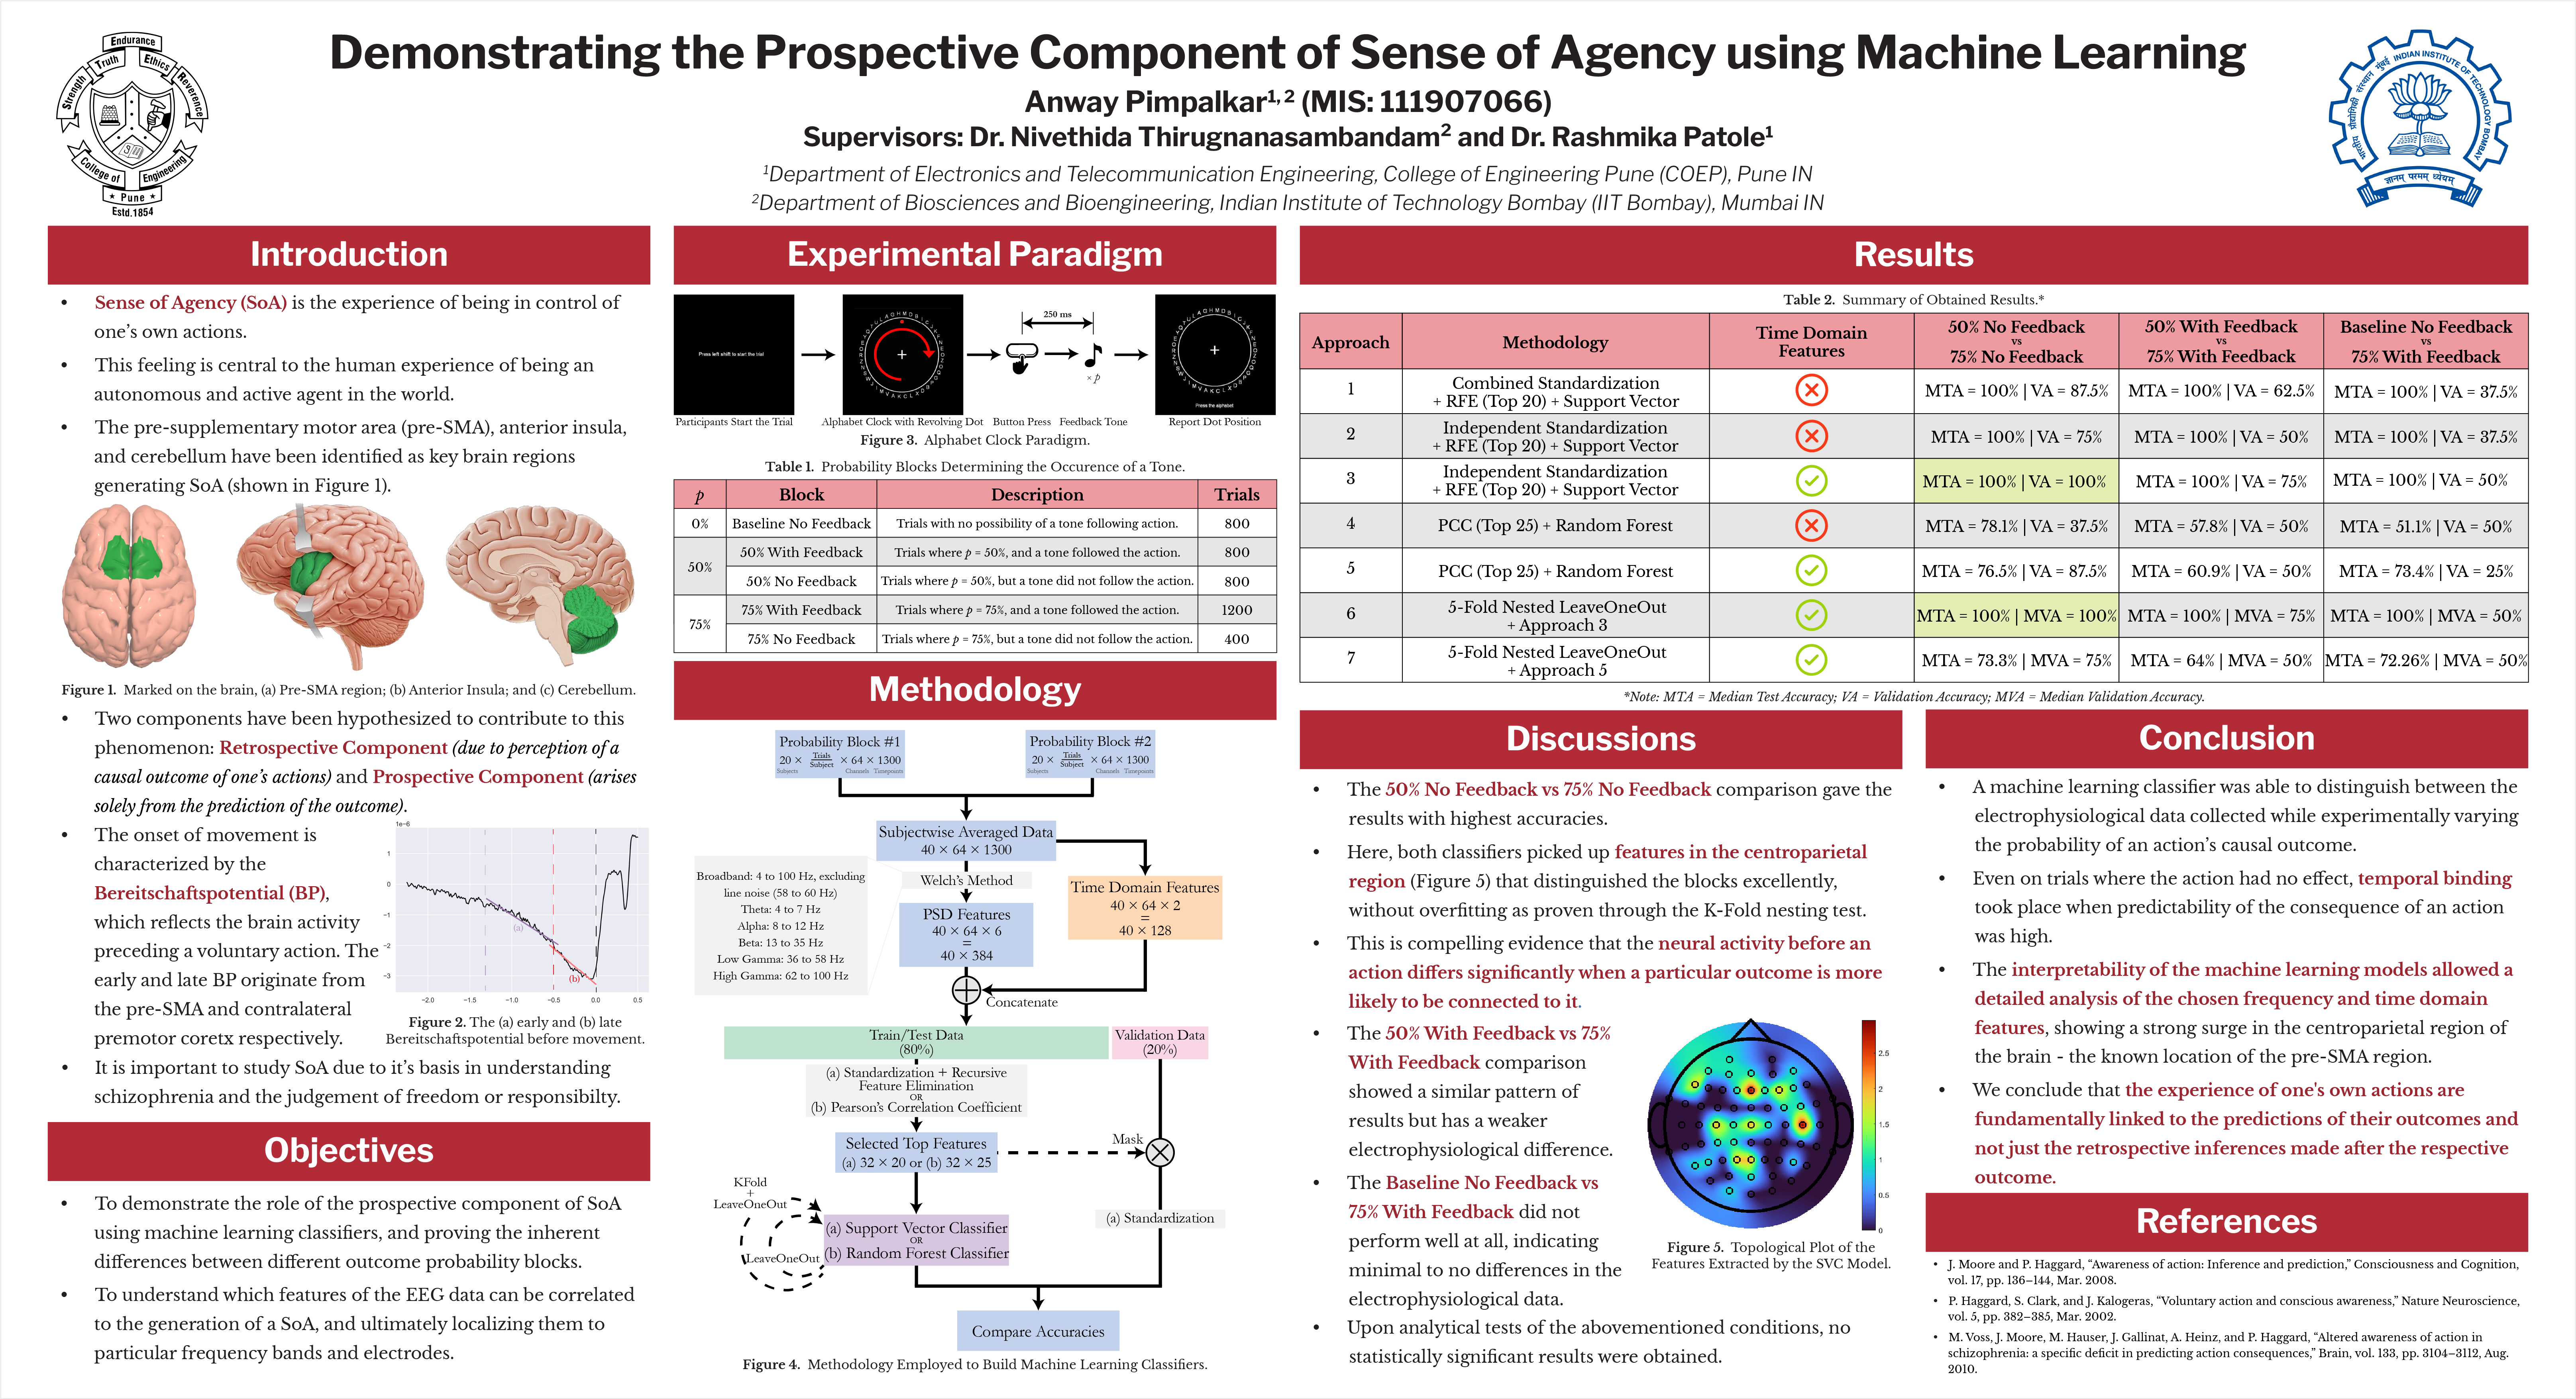 Endurance
Truth
Ethics
Strength
Reverence
College of
Engineering
★ Pune ★
Estd.1854
Demonstrating the Prospective Component of Sense of Agency using Machine Learning
Anway Pimpalkar¹,² (MIS: 111907066)
Supervisors: Dr. Nivethida Thirugnanasambandam² and Dr. Rashmika Patole¹
¹Department of Electronics and Telecommunication Engineering, College of Engineering Pune (COEP), Pune IN
²Department of Biosciences and Bioengineering, Indian Institute of Technology Bombay (IIT Bombay), Mumbai IN
भारतीय प्रौद्योगिकी संस्थान मुंबई INDIAN INSTITUTE OF TECHNOLOGY BOMBAY
ज्ञानम् परमम् ध्येयम्
Introduction
• Sense of Agency (SoA) is the experience of being in control of
one’s own actions.
• This feeling is central to the human experience of being an
autonomous and active agent in the world.
• The pre-supplementary motor area (pre-SMA), anterior insula,
and cerebellum have been identified as key brain regions
generating SoA (shown in Figure 1).
Figure 1. Marked on the brain, (a) Pre-SMA region; (b) Anterior Insula; and (c) Cerebellum.
• Two components have been hypothesized to contribute to this
phenomenon: Retrospective Component (due to perception of a
causal outcome of one’s actions) and Prospective Component (arises
solely from the prediction of the outcome).
• The onset of movement is
characterized by the
Bereitschaftspotential (BP),
which reflects the brain activity
preceding a voluntary action. The
early and late BP originate from
the pre-SMA and contralateral
premotor coretx respectively.
1e−6
1
0
−1
−2
−3
(a)
(b)
−2.0 −1.5 −1.0 −0.5 0.0 0.5
Figure 2. The (a) early and (b) late
Bereitschaftspotential before movement.
• It is important to study SoA due to it’s basis in understanding
schizophrenia and the judgement of freedom or responsibilty.
Objectives
• To demonstrate the role of the prospective component of SoA
using machine learning classifiers, and proving the inherent
differences between different outcome probability blocks.
• To understand which features of the EEG data can be correlated
to the generation of a SoA, and ultimately localizing them to
particular frequency bands and electrodes.
Experimental Paradigm
Press left shift to start the trial
250 ms
× p
Press the alphabet
Participants Start the Trial
Alphabet Clock with Revolving Dot
Button Press
Feedback Tone
Report Dot Position
Figure 3. Alphabet Clock Paradigm.
Table 1. Probability Blocks Determining the Occurence of a Tone.
p Block Description Trials
0% Baseline No Feedback Trials with no possibility of a tone following action. 800
50% 50% With Feedback Trials where p = 50%, and a tone followed the action. 800
50% No Feedback Trials where p = 50%, but a tone did not follow the action. 800
75% 75% With Feedback Trials where p = 75%, and a tone followed the action. 1200
75% No Feedback Trials where p = 75%, but a tone did not follow the action. 400
Methodology
Probability Block #1
20 × Trials/Subject × 64 × 1300
Subjects Channels Timepoints
Probability Block #2
20 × Trials/Subject × 64 × 1300
Subjects Channels Timepoints
Subjectwise Averaged Data
40 × 64 × 1300
Broadband: 4 to 100 Hz, excluding
line noise (58 to 60 Hz)
Theta: 4 to 7 Hz
Alpha: 8 to 12 Hz
Beta: 13 to 35 Hz
Low Gamma: 36 to 58 Hz
High Gamma: 62 to 100 Hz
Welch’s Method
PSD Features
40 × 64 × 6
=
40 × 384
Time Domain Features
40 × 64 × 2
=
40 × 128
Concatenate
Train/Test Data
(80%)
Validation Data
(20%)
(a) Standardization + Recursive
Feature Elimination
OR
(b) Pearson’s Correlation Coefficient
Selected Top Features
(a) 32 × 20 or (b) 32 × 25
Mask
KFold
+
LeaveOneOut
LeaveOneOut
(a) Support Vector Classifier
OR
(b) Random Forest Classifier
(a) Standardization
Compare Accuracies
Figure 4. Methodology Employed to Build Machine Learning Classifiers.
Results
Table 2. Summary of Obtained Results.*
Approach
Methodology
Time Domain
Features
50% No Feedback
vs
75% No Feedback
50% With Feedback
vs
75% With Feedback
Baseline No Feedback
vs
75% With Feedback
1 Combined Standardization
+ RFE (Top 20) + Support Vector
MTA = 100% | VA = 87.5% MTA = 100% | VA = 62.5% MTA = 100% | VA = 37.5%
2 Independent Standardization
+ RFE (Top 20) + Support Vector
MTA = 100% | VA = 75% MTA = 100% | VA = 50% MTA = 100% | VA = 37.5%
3 Independent Standardization
+ RFE (Top 20) + Support Vector
MTA = 100% | VA = 100% MTA = 100% | VA = 75% MTA = 100% | VA = 50%
4 PCC (Top 25) + Random Forest MTA = 78.1% | VA = 37.5% MTA = 57.8% | VA = 50% MTA = 51.1% | VA = 50%
5 PCC (Top 25) + Random Forest MTA = 76.5% | VA = 87.5% MTA = 60.9% | VA = 50% MTA = 73.4% | VA = 25%
6 5-Fold Nested LeaveOneOut
+ Approach 3
MTA = 100% | MVA = 100% MTA = 100% | MVA = 75% MTA = 100% | MVA = 50%
7 5-Fold Nested LeaveOneOut
+ Approach 5
MTA = 73.3% | MVA = 75% MTA = 64% | MVA = 50% MTA = 72.26% | MVA = 50%
*Note: MTA = Median Test Accuracy; VA = Validation Accuracy; MVA = Median Validation Accuracy.
Discussions
• The 50% No Feedback vs 75% No Feedback comparison gave the
results with highest accuracies.
• Here, both classifiers picked up features in the centroparietal
region (Figure 5) that distinguished the blocks excellently,
without overfitting as proven through the K-Fold nesting test.
• This is compelling evidence that the neural activity before an
action differs significantly when a particular outcome is more
likely to be connected to it.
• The 50% With Feedback vs 75%
With Feedback comparison
showed a similar pattern of
results but has a weaker
electrophysiological difference.
• The Baseline No Feedback vs
75% With Feedback did not
perform well at all, indicating
minimal to no differences in the
electrophysiological data.
2.5
2
1.5
1
0.5
0
Figure 5. Topological Plot of the
Features Extracted by the SVC Model.
• Upon analytical tests of the abovementioned conditions, no
statistically significant results were obtained.
Conclusion
• A machine learning classifier was able to distinguish between the
electrophysiological data collected while experimentally varying
the probability of an action’s causal outcome.
• Even on trials where the action had no effect, temporal binding
took place when predictability of the consequence of an action
was high.
• The interpretability of the machine learning models allowed a
detailed analysis of the chosen frequency and time domain
features, showing a strong surge in the centroparietal region of
the brain - the known location of the pre-SMA region.
• We conclude that the experience of one's own actions are
fundamentally linked to the predictions of their outcomes and
not just the retrospective inferences made after the respective
outcome.
References
• J. Moore and P. Haggard, “Awareness of action: Inference and prediction,” Consciousness and Cognition,
vol. 17, pp. 136–144, Mar. 2008.
• P. Haggard, S. Clark, and J. Kalogeras, “Voluntary action and conscious awareness,” Nature Neuroscience,
vol. 5, pp. 382–385, Mar. 2002.
• M. Voss, J. Moore, M. Hauser, J. Gallinat, A. Heinz, and P. Haggard, “Altered awareness of action in
schizophrenia: a specific deficit in predicting action consequences,” Brain, vol. 133, pp. 3104–3112, Aug.
2010.